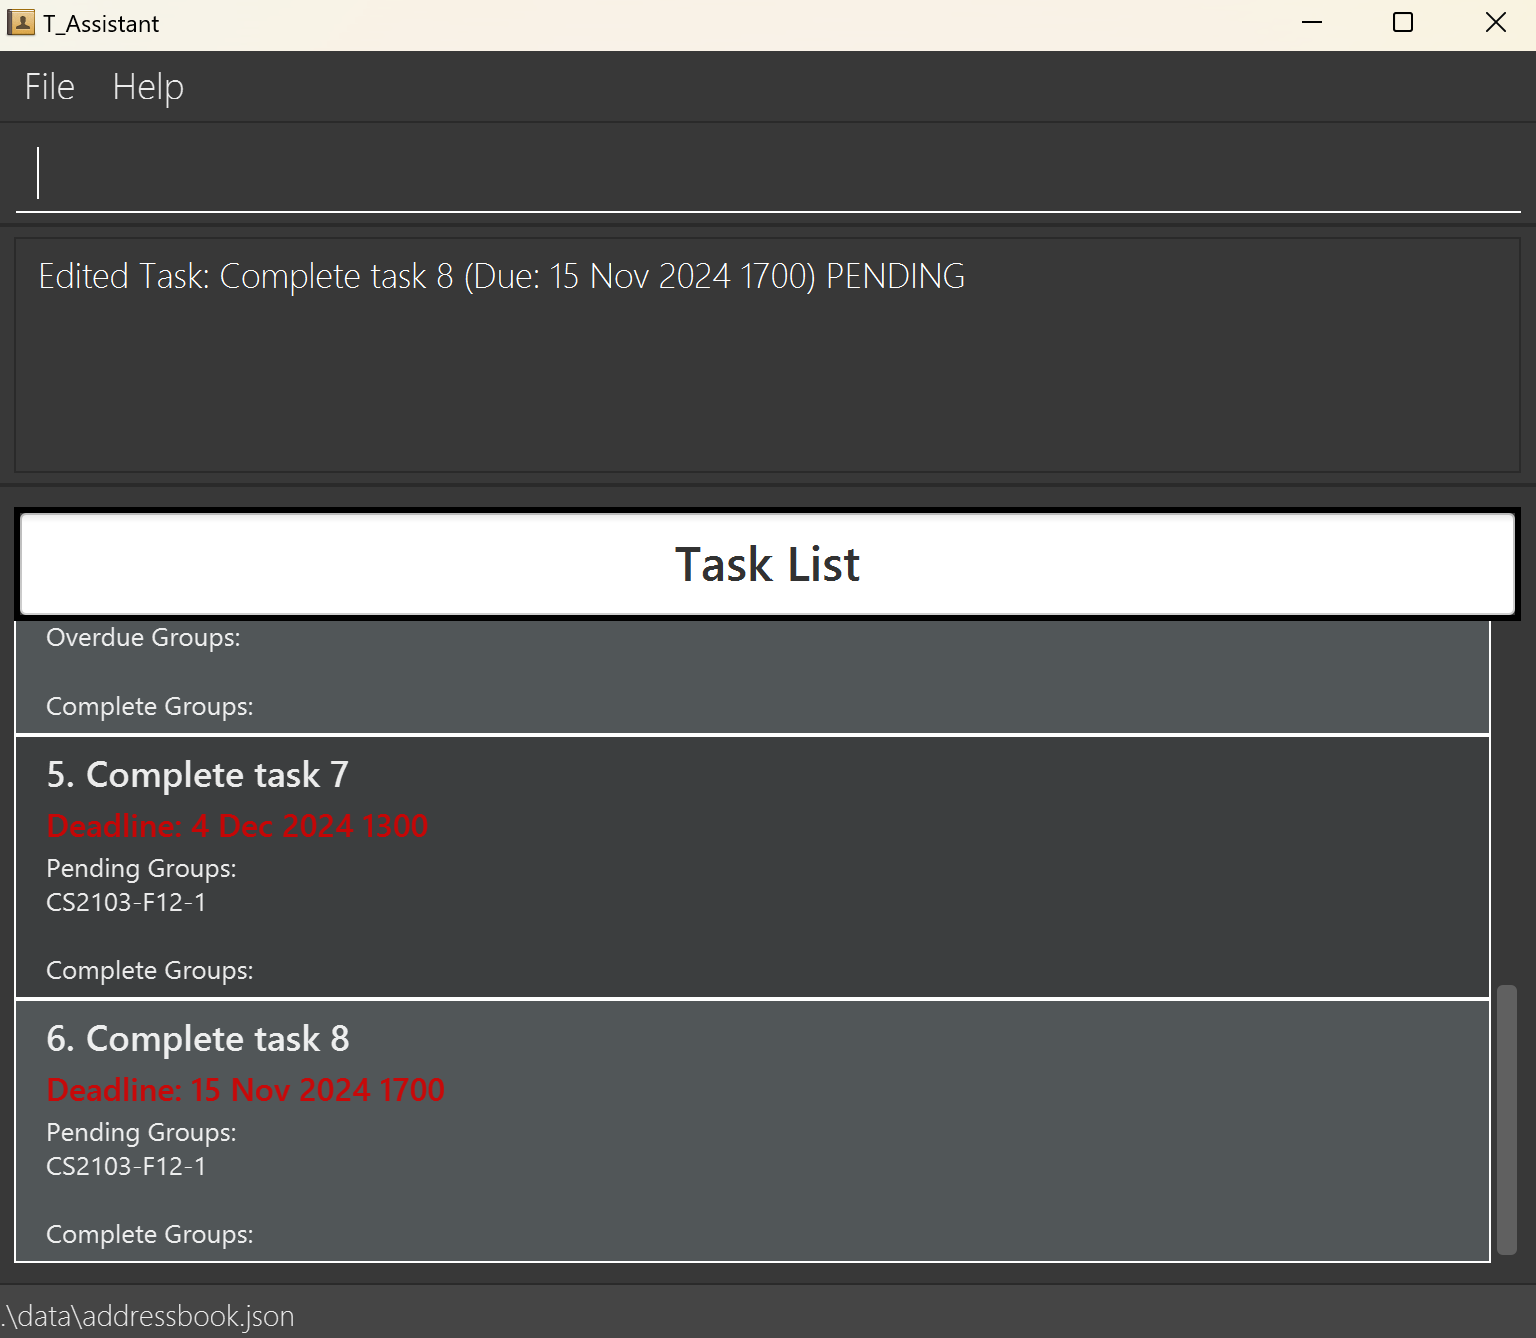 T_Assistant
File Help
Edited Task: Complete task 8 (Due: 15 Nov 2024 1700) PENDING
Task List
Overdue Groups:
Complete Groups:
5. Complete task 7
Deadline: 4 Dec 2024 1300
Pending Groups:
CS2103-F12-1
Complete Groups:
6. Complete task 8
Deadline: 15 Nov 2024 1700
Pending Groups:
CS2103-F12-1
Complete Groups:
.\data\addressbook.json